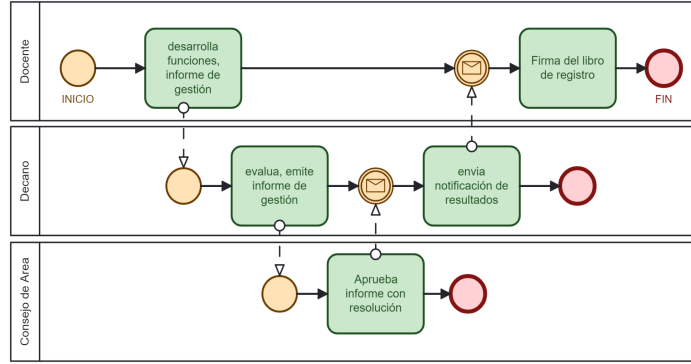 Docente
INICIO
desarrolla
funciones,
informe de
gestión
Firma del libro
de registro
FIN
Decano
evalua, emite
informe de
gestión
envia
notificación de
resultados
Consejo de Area
Aprueba
informe con
resolución